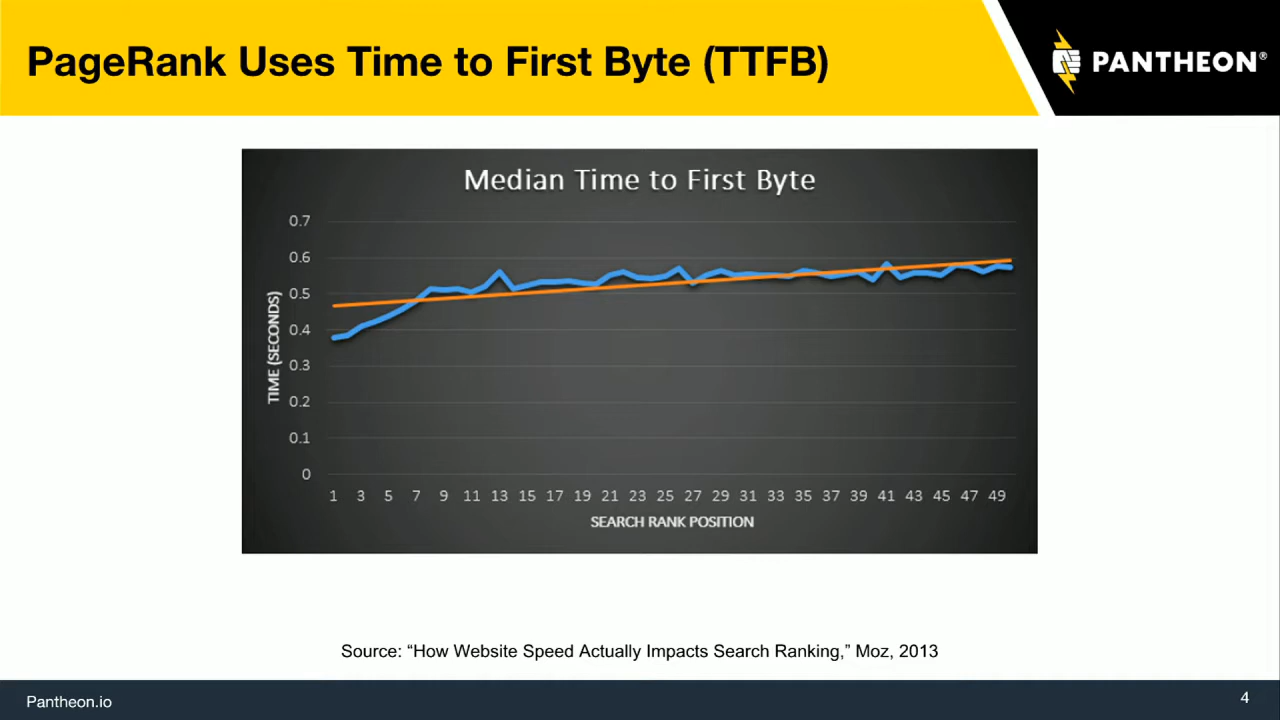 PageRank Uses Time to First Byte (TTFB)
PANTHEON®
Median Time to First Byte
0.7
0.6
0.5
0.4
0.3
0.2
0.1
0
TIME (SECONDS)
1 3 5 7 9 11 13 15 17 19 21 23 25 27 29 31 33 35 37 39 41 43 45 47 49
SEARCH RANK POSITION
Source: “How Website Speed Actually Impacts Search Ranking,” Moz, 2013
Pantheon.io
4